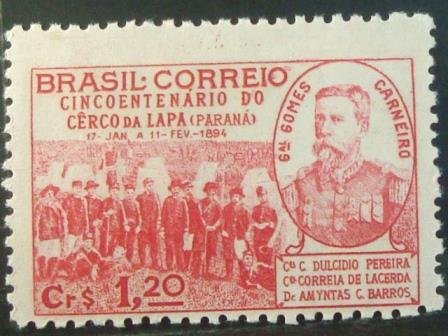 BRASIL·CORREIO
CINCOENTENÁRIO DO
CÊRCO DA LAPA (PARANÁ)
17- JAN. A 11- FEV.-1894
GAL GOMES CARNEIRO
CEL C. DULCIDIO PEREIRA
CEL CORREIA DE LACERDA
DR AMYNTAS C. BARROS
Cr$ 1,20